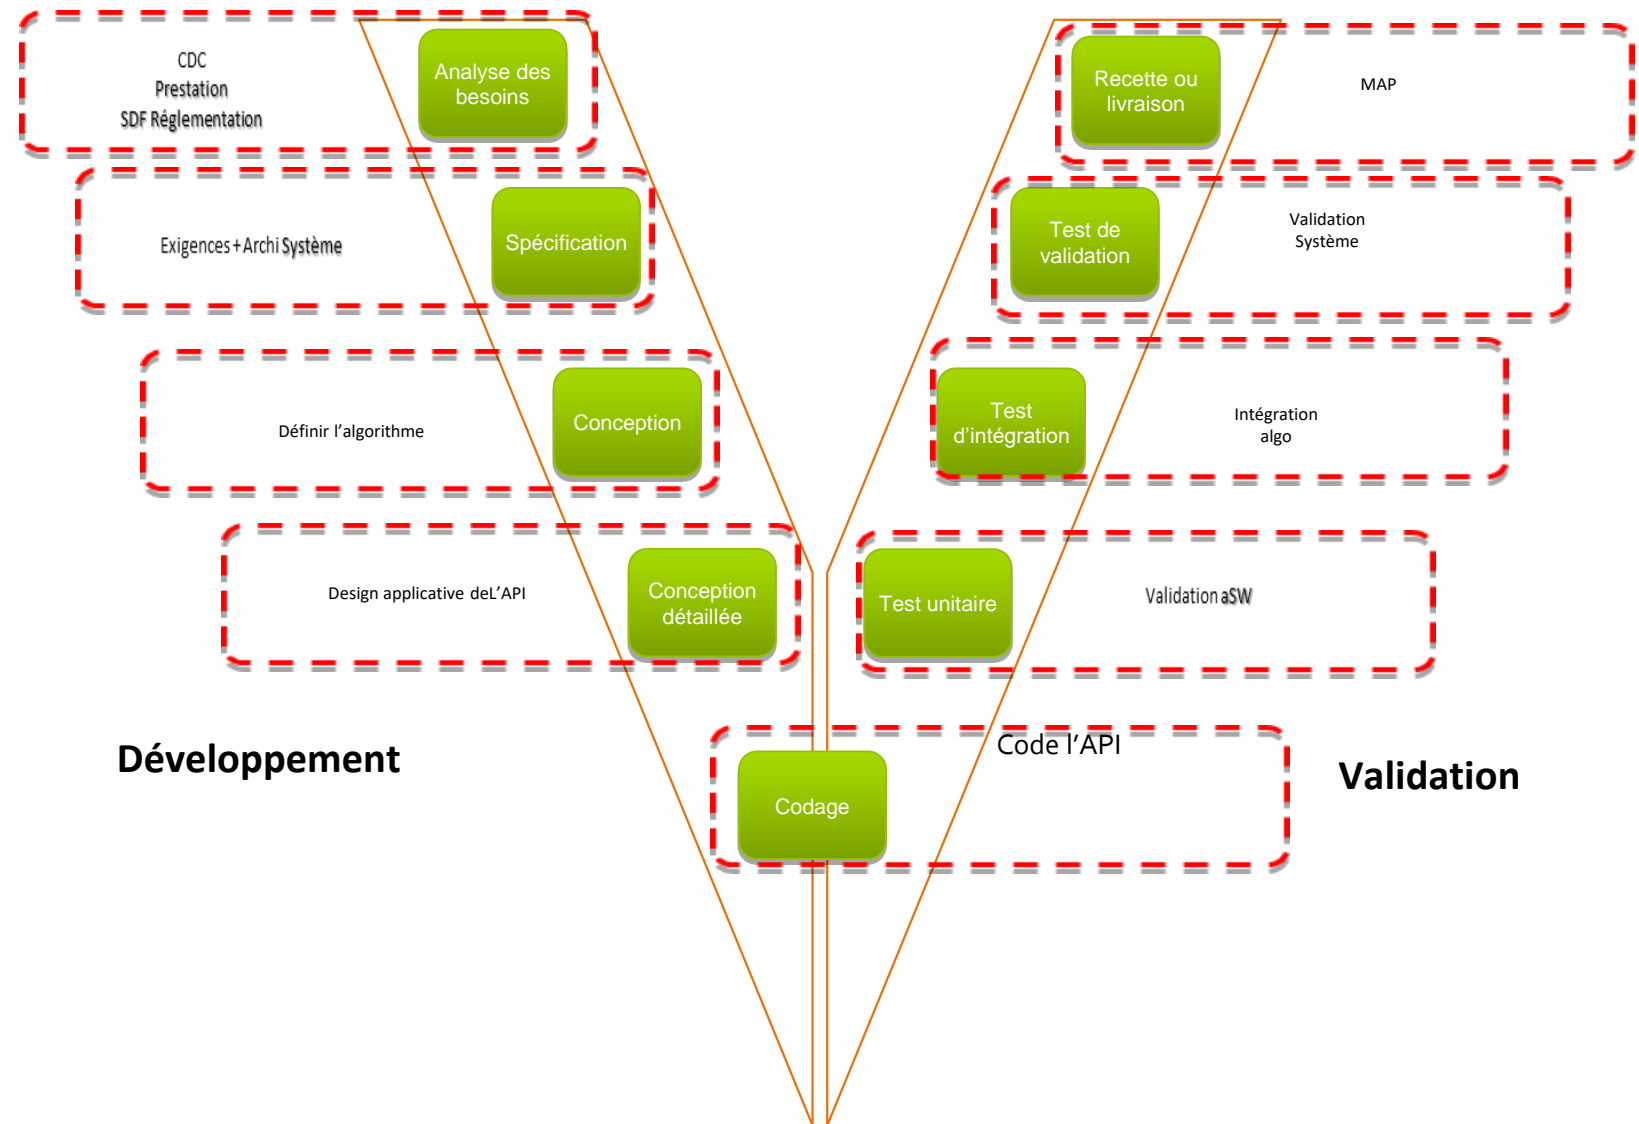 CDC
Prestation
SDF Réglementation
Analyse des
besoins
Recette ou
livraison
MAP
Exigences + Archi Système
Spécification
Test de
validation
Validation
Système
Définir l’algorithme
Conception
Test
d’intégration
Intégration
algo
Design applicative deL’API
Conception
détaillée
Test unitaire
Validation aSW
Développement
Codage
Code l’API
Validation